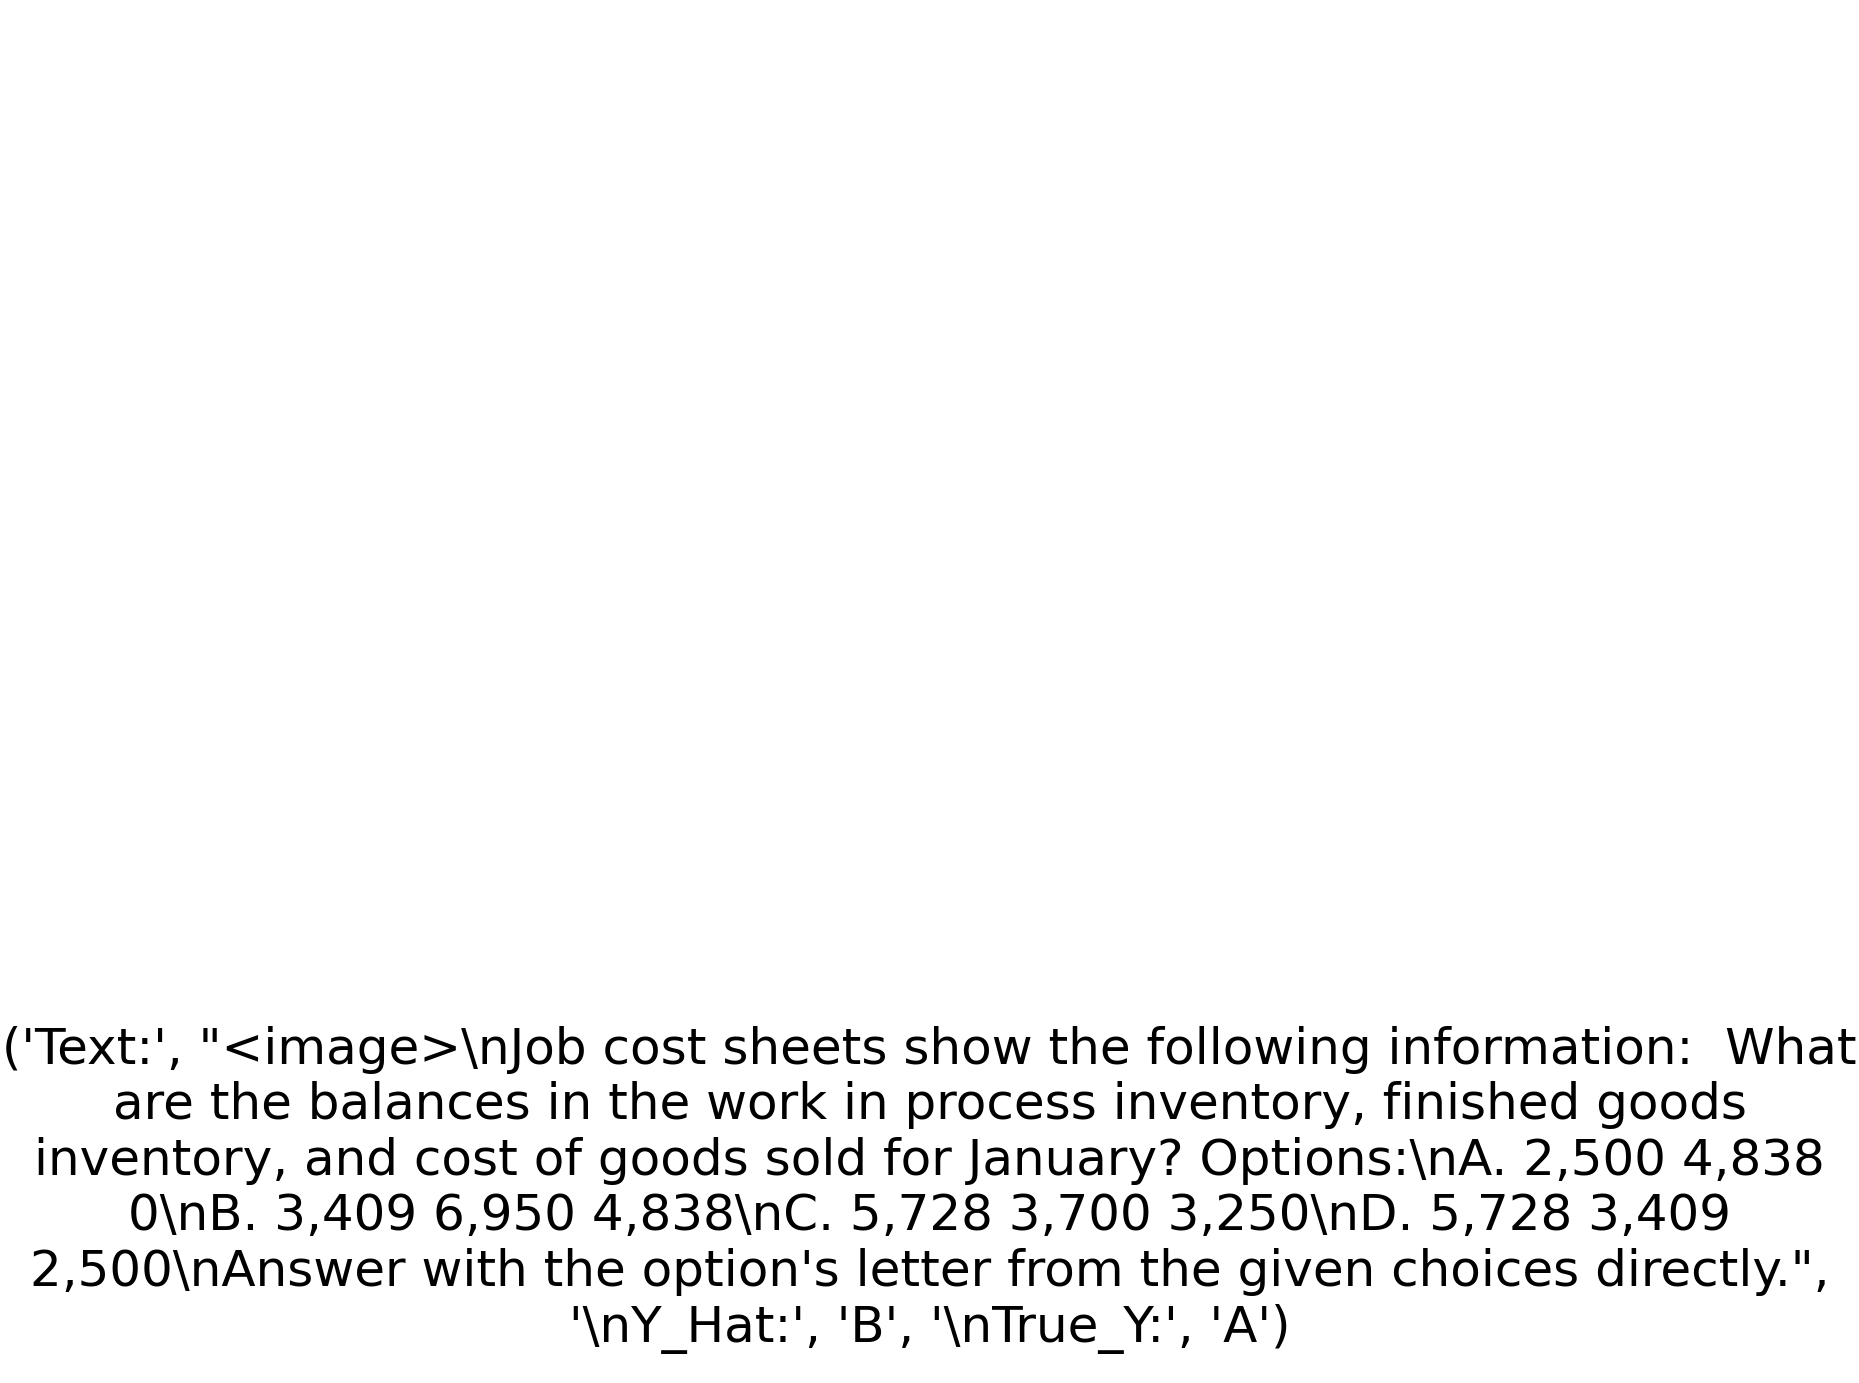 ('Text:', "<image>\nJob cost sheets show the following information:  What
are the balances in the work in process inventory, finished goods
inventory, and cost of goods sold for January? Options:\nA. 2,500 4,838
0\nB. 3,409 6,950 4,838\nC. 5,728 3,700 3,250\nD. 5,728 3,409
2,500\nAnswer with the option's letter from the given choices directly.",
'\nY_Hat:', 'B', '\nTrue_Y:', 'A')